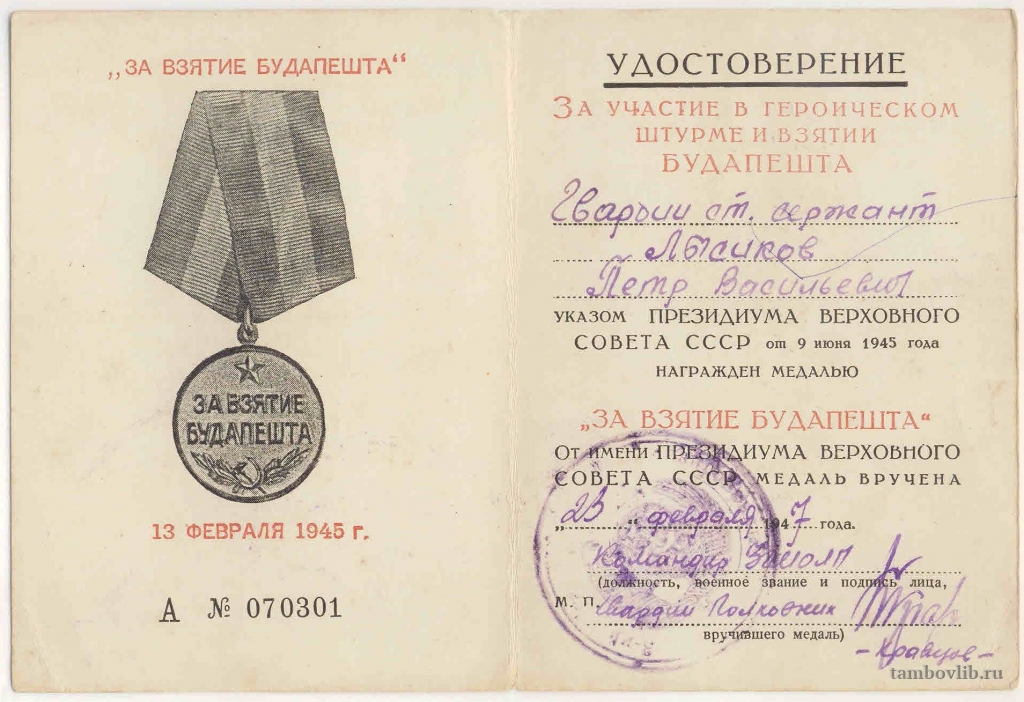 „ЗА ВЗЯТИЕ БУДАПЕШТА“
ЗА ВЗЯТИЕ
БУДАПЕШТА
13 ФЕВРАЛЯ 1945 г.
А № 070301
УДОСТОВЕРЕНИЕ
ЗА УЧАСТИЕ В ГЕРОИЧЕСКОМ
ШТУРМЕ И ВЗЯТИИ
БУДАПЕШТА
Гвардии ст. сержант
Лысиков
Петр Васильевич
УКАЗОМ ПРЕЗИДИУМА ВЕРХОВНОГО
СОВЕТА СССР от 9 июня 1945 года
НАГРАЖДЕН МЕДАЛЬЮ
„ЗА ВЗЯТИЕ БУДАПЕШТА“
От имени ПРЕЗИДИУМА ВЕРХОВНОГО
СОВЕТА СССР МЕДАЛЬ ВРУЧЕНА
„23“ февраля 1947 года.
Командир
(должность, военное звание и подпись лица,
М. П. Гвардии Полковник
вручившего медаль)
-Кравцов-
tambovlib.ru